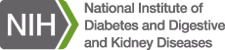 NIH
National Institute of
Diabetes and Digestive
and Kidney Diseases